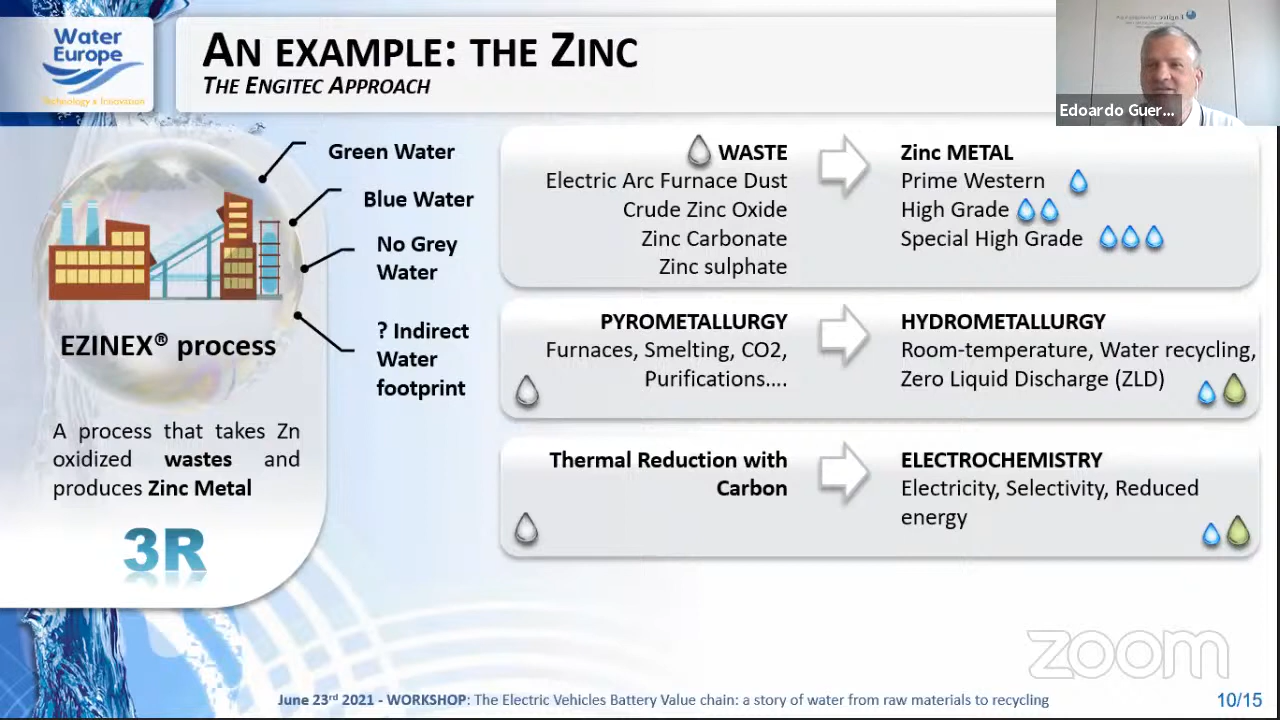 Water
Europe
Technology & Innovation
AN EXAMPLE: THE ZINC
THE ENGITEC APPROACH
Edoardo Guer...
Green Water
Blue Water
No Grey
Water
? Indirect
Water
footprint
EZINEX® process
A process that takes Zn
oxidized wastes and
produces Zinc Metal
3R
WASTE
Electric Arc Furnace Dust
Crude Zinc Oxide
Zinc Carbonate
Zinc sulphate
Zinc METAL
Prime Western
High Grade
Special High Grade
PYROMETALLURGY
Furnaces, Smelting, CO2,
Purifications....
HYDROMETALLURGY
Room-temperature, Water recycling,
Zero Liquid Discharge (ZLD)
Thermal Reduction with
Carbon
ELECTROCHEMISTRY
Electricity, Selectivity, Reduced
energy
zoom
June 23rd 2021 - WORKSHOP: The Electric Vehicles Battery Value chain: a story of water from raw materials to recycling
10/15